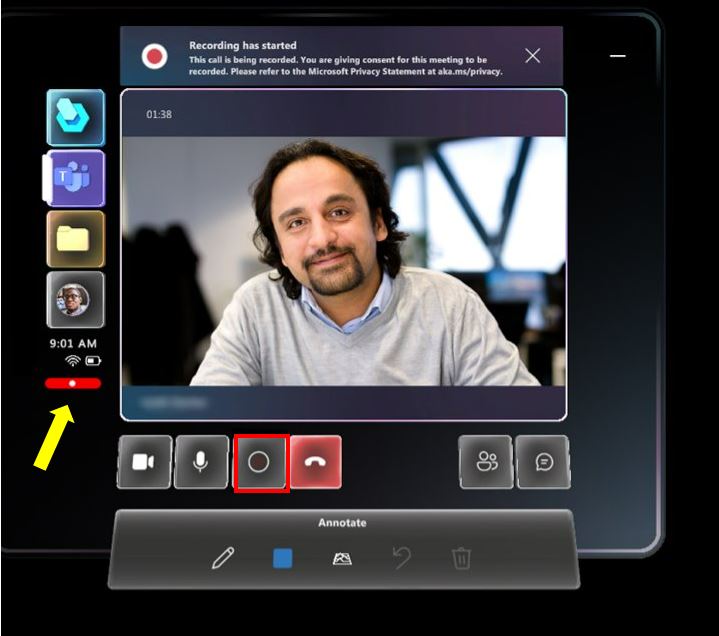 Recording has started
This call is being recorded. You are giving consent for this meeting to be
recorded. Please refer to the Microsoft Privacy Statement at aka.ms/privacy.
01:38
T
9:01 AM
Annotate